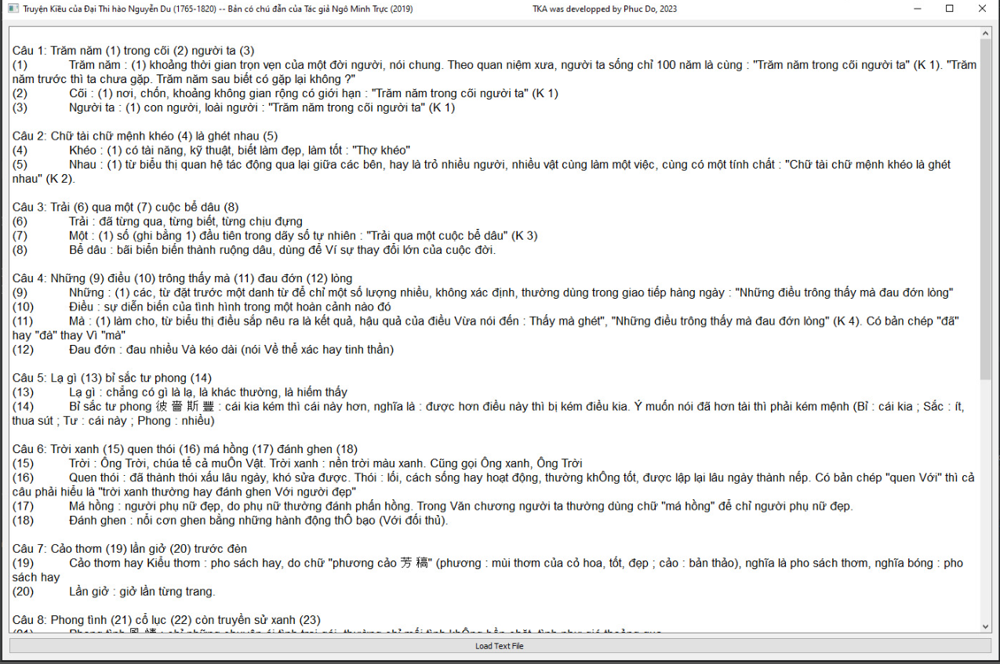 Truyện Kiều của Đại Thi hào Nguyễn Du (1765-1820) -- Bản có chú dẫn của Tác giả Ngô Minh Trực (2019) TKA was developped by Phuc Do, 2023
Câu 1: Trăm năm (1) trong cõi (2) người ta (3)
(1) Trăm năm : (1) khoảng thời gian trọn vẹn của một đời người, nói chung. Theo quan niệm xưa, người ta sống chỉ 100 năm là cùng : "Trăm năm trong cõi người ta" (K 1). "Trăm
năm trước thì ta chưa gặp. Trăm năm sau biết có gặp lại không ?"
(2) Cõi : (1) nơi, chốn, khoảng không gian rộng có giới hạn : "Trăm năm trong cõi người ta" (K 1)
(3) Người ta : (1) con người, loài người : "Trăm năm trong cõi người ta" (K 1)
Câu 2: Chữ tài chữ mệnh khéo (4) là ghét nhau (5)
(4) Khéo : (1) có tài năng, kỹ thuật, biết làm đẹp, làm tốt : "Thợ khéo"
(5) Nhau : (1) từ biểu thị quan hệ tác động qua lại giữa các bên, hay là trỏ nhiều người, nhiều vật cùng làm một việc, cùng có một tính chất : "Chữ tài chữ mệnh khéo là ghét
nhau" (K 2).
Câu 3: Trải (6) qua một (7) cuộc bể dâu (8)
(6) Trải : đã từng qua, từng biết, từng chịu đựng
(7) Một : (1) số (ghi bằng 1) đầu tiên trong dãy số tự nhiên : "Trải qua một cuộc bể dâu" (K 3)
(8) Bể dâu : bãi biển biến thành ruộng dâu, dùng để Ví sự thay đổi lớn của cuộc đời.
Câu 4: Những (9) điều (10) trông thấy mà (11) đau đớn (12) lòng
(9) Những : (1) các, từ đặt trước một danh từ để chỉ một số lượng nhiều, không xác định, thường dùng trong giao tiếp hàng ngày : "Những điều trông thấy mà đau đớn lòng"
(10) Điều : sự diễn biến của tình hình trong một hoàn cảnh nào đó
(11) Mà : (1) làm cho, từ biểu thị điều sắp nêu ra là kết quả, hậu quả của điều Vừa nói đến : Thấy mà ghét", "Những điều trông thấy mà đau đớn lòng" (K 4). Có bản chép "đã"
hay "đà" thay Vì "mà"
(12) Đau đớn : đau nhiều Và kéo dài (nói Về thể xác hay tinh thần)
Câu 5: Lạ gì (13) bỉ sắc tư phong (14)
(13) Lạ gì : chẳng có gì là lạ, là khác thường, là hiếm thấy
(14) Bỉ sắc tư phong 彼 嗇 斯 豐 : cái kia kém thì cái này hơn, nghĩa là : được hơn điều này thì bị kém điều kia. Ý muốn nói đã hơn tài thì phải kém mệnh (Bỉ : cái kia ; Sắc : ít,
thua sút ; Tư : cái này ; Phong : nhiều)
Câu 6: Trời xanh (15) quen thói (16) má hồng (17) đánh ghen (18)
(15) Trời : Ông Trời, chúa tể cả muÔn Vật. Trời xanh : nền trời màu xanh. Cũng gọi Ông xanh, Ông Trời
(16) Quen thói : đã thành thói xấu lâu ngày, khó sửa được. Thói : lối, cách sống hay hoạt động, thường khÔng tốt, được lập lại lâu ngày thành nếp. Có bản chép "quen Với" thì cả
câu phải hiểu là "trời xanh thường hay đánh ghen Với người đẹp"
(17) Má hồng : người phụ nữ đẹp, do phụ nữ thường đánh phấn hồng. Trong Văn chương người ta thường dùng chữ "má hồng" để chỉ người phụ nữ đẹp.
(18) Đánh ghen : nổi cơn ghen bằng những hành động thÔ bạo (Với đối thủ).
Câu 7: Cảo thơm (19) lần giở (20) trước đèn
(19) Cảo thơm hay Kiểu thơm : pho sách hay, do chữ "phương cảo 芳 稿" (phương : mùi thơm của cỏ hoa, tốt, đẹp ; cảo : bản thảo), nghĩa là pho sách thơm, nghĩa bóng : pho
sách hay
(20) Lần giở : giở lần từng trang.
Câu 8: Phong tình (21) cổ lục (22) còn truyền sử xanh (23)
Load Text File